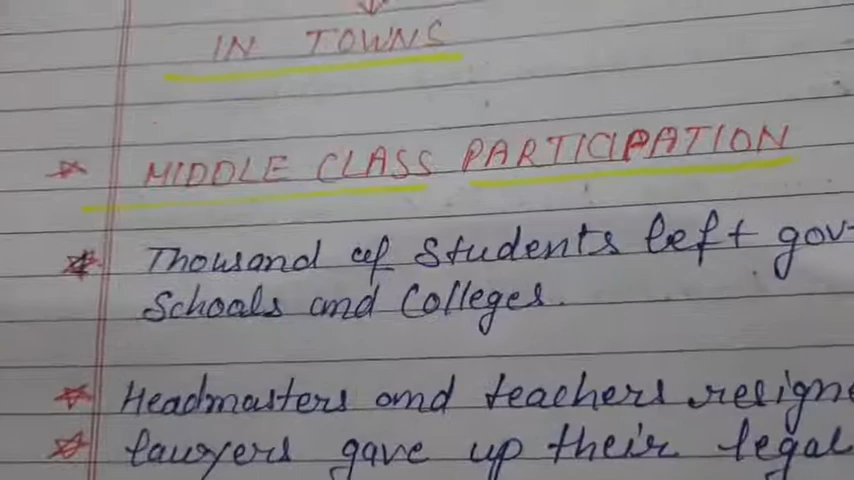 IN TOWNS
MIDDLE CLASS PARTICIPATION
Thousand of Students left gov
Schools and Colleges.
Headmasters and teachers resigne
lawyers gave up their legal